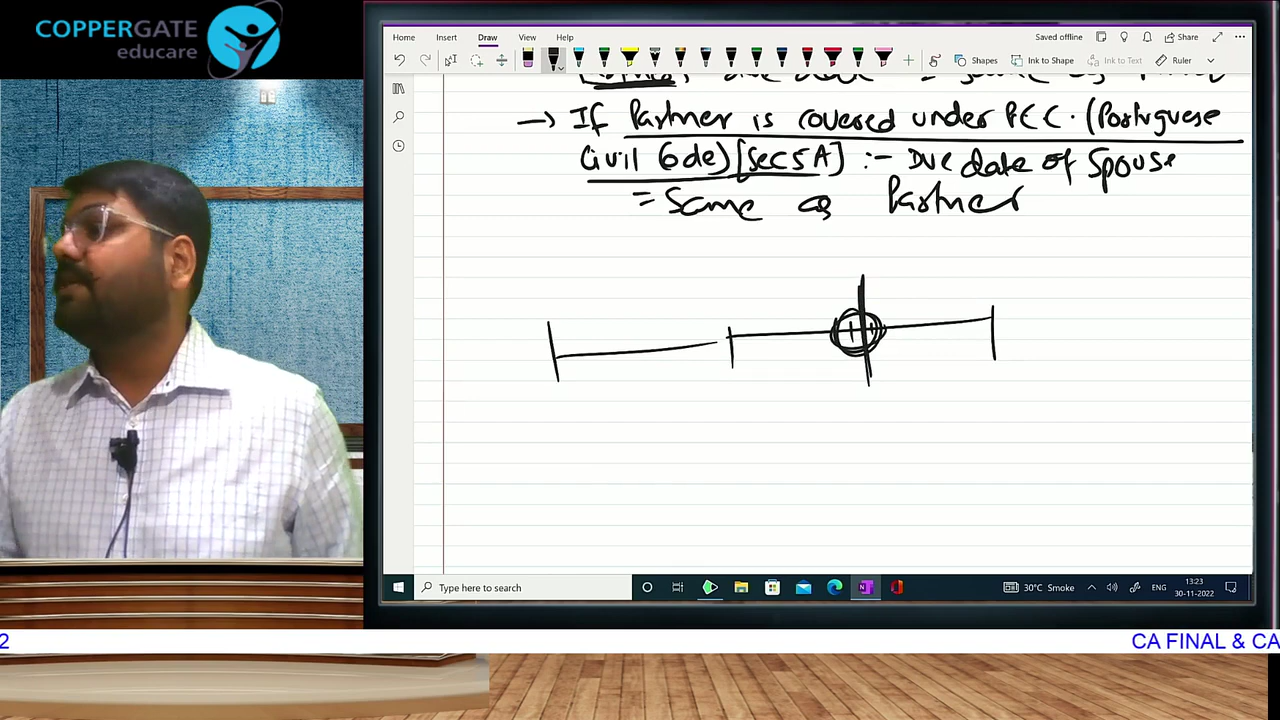 COPPERGATE
educare
Home Insert Draw View Help
Saved offline
Share
Shapes
Ink to Shape
Ink to Text
Ruler
→ If Partner is covered under PCC. (Portuguese
Civil Code) [Sec 5A] :- Due date of Spouse
= Same as Partner
Type here to search
30°C Smoke
ENG
13:23
30-11-2022
2
CA FINAL & CA